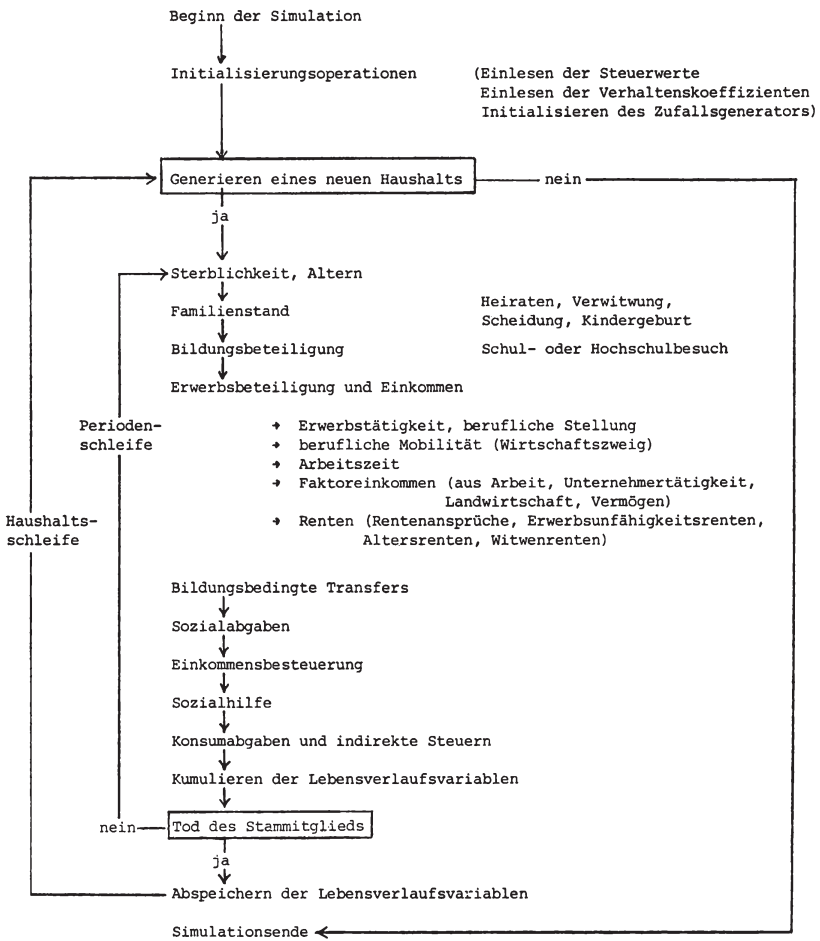 Beginn der Simulation
Initialisierungsoperationen (Einlesen der Steuerwerte
Einlesen der Verhaltenskoeffizienten
Initialisieren des Zufallsgenerators)
Generieren eines neuen Haushalts nein
ja
Sterblichkeit, Altern
Familienstand
Heiraten, Verwitwung,
Scheidung, Kindergeburt
Bildungsbeteiligung Schul- oder Hochschulbesuch
Erwerbsbeteiligung und Einkommen
Perioden-
schleife
→ Erwerbstätigkeit, berufliche Stellung
→ berufliche Mobilität (Wirtschaftszweig)
→ Arbeitszeit
→ Faktoreinkommen (aus Arbeit, Unternehmertätigkeit,
Landwirtschaft, Vermögen)
→ Renten (Rentenansprüche, Erwerbsunfähigkeitsrenten,
Altersrenten, Witwenrenten)
Haushalts-
schleife
Bildungsbedingte Transfers
Sozialabgaben
Einkommensbesteuerung
Sozialhilfe
Konsumabgaben und indirekte Steuern
Kumulieren der Lebensverlaufsvariablen
nein Tod des Stammitglieds
ja
Abspeichern der Lebensverlaufsvariablen
Simulationsende